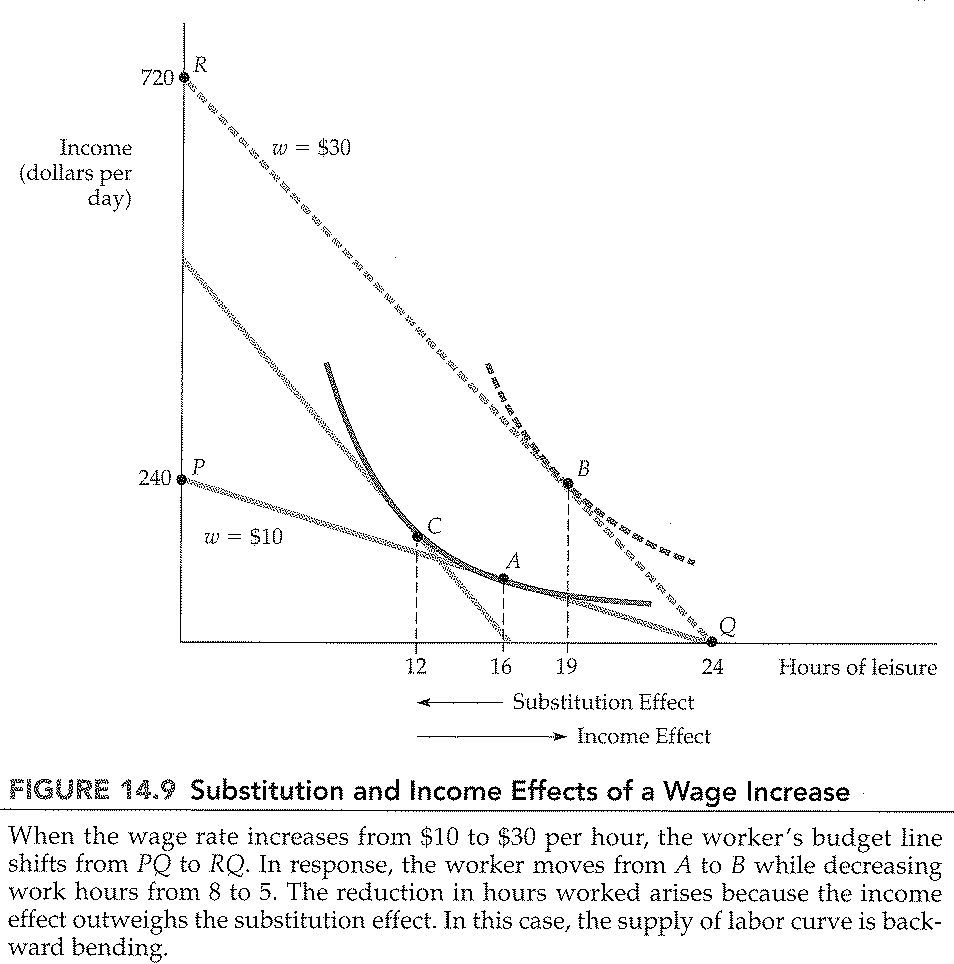 R
720
w = $30
Income
(dollars per
day)
B
P
240
C
w = $10
A
Q
12 16 19 24 Hours of leisure
Substitution Effect
Income Effect
FIGURE 14.9 Substitution and Income Effects of a Wage Increase
When the wage rate increases from $10 to $30 per hour, the worker's budget line
shifts from PQ to RQ. In response, the worker moves from A to B while decreasing
work hours from 8 to 5. The reduction in hours worked arises because the income
effect outweighs the substitution effect. In this case, the supply of labor curve is back-
ward bending.